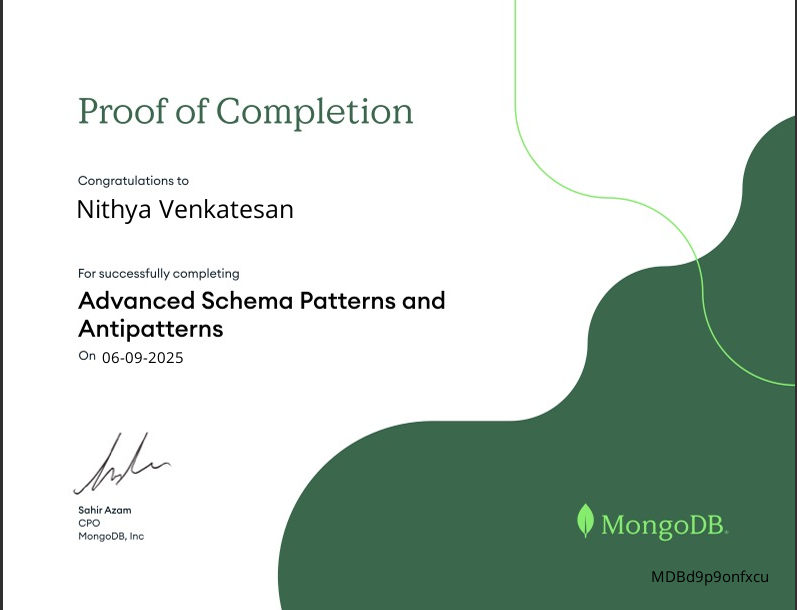 Proof of Completion
Congratulations to
Nithya Venkatesan
For successfully completing
Advanced Schema Patterns and
Antipatterns
On 06-09-2025
Sahir Azam
CPO
MongoDB, Inc
MongoDB®
MDBd9p9onfxcu